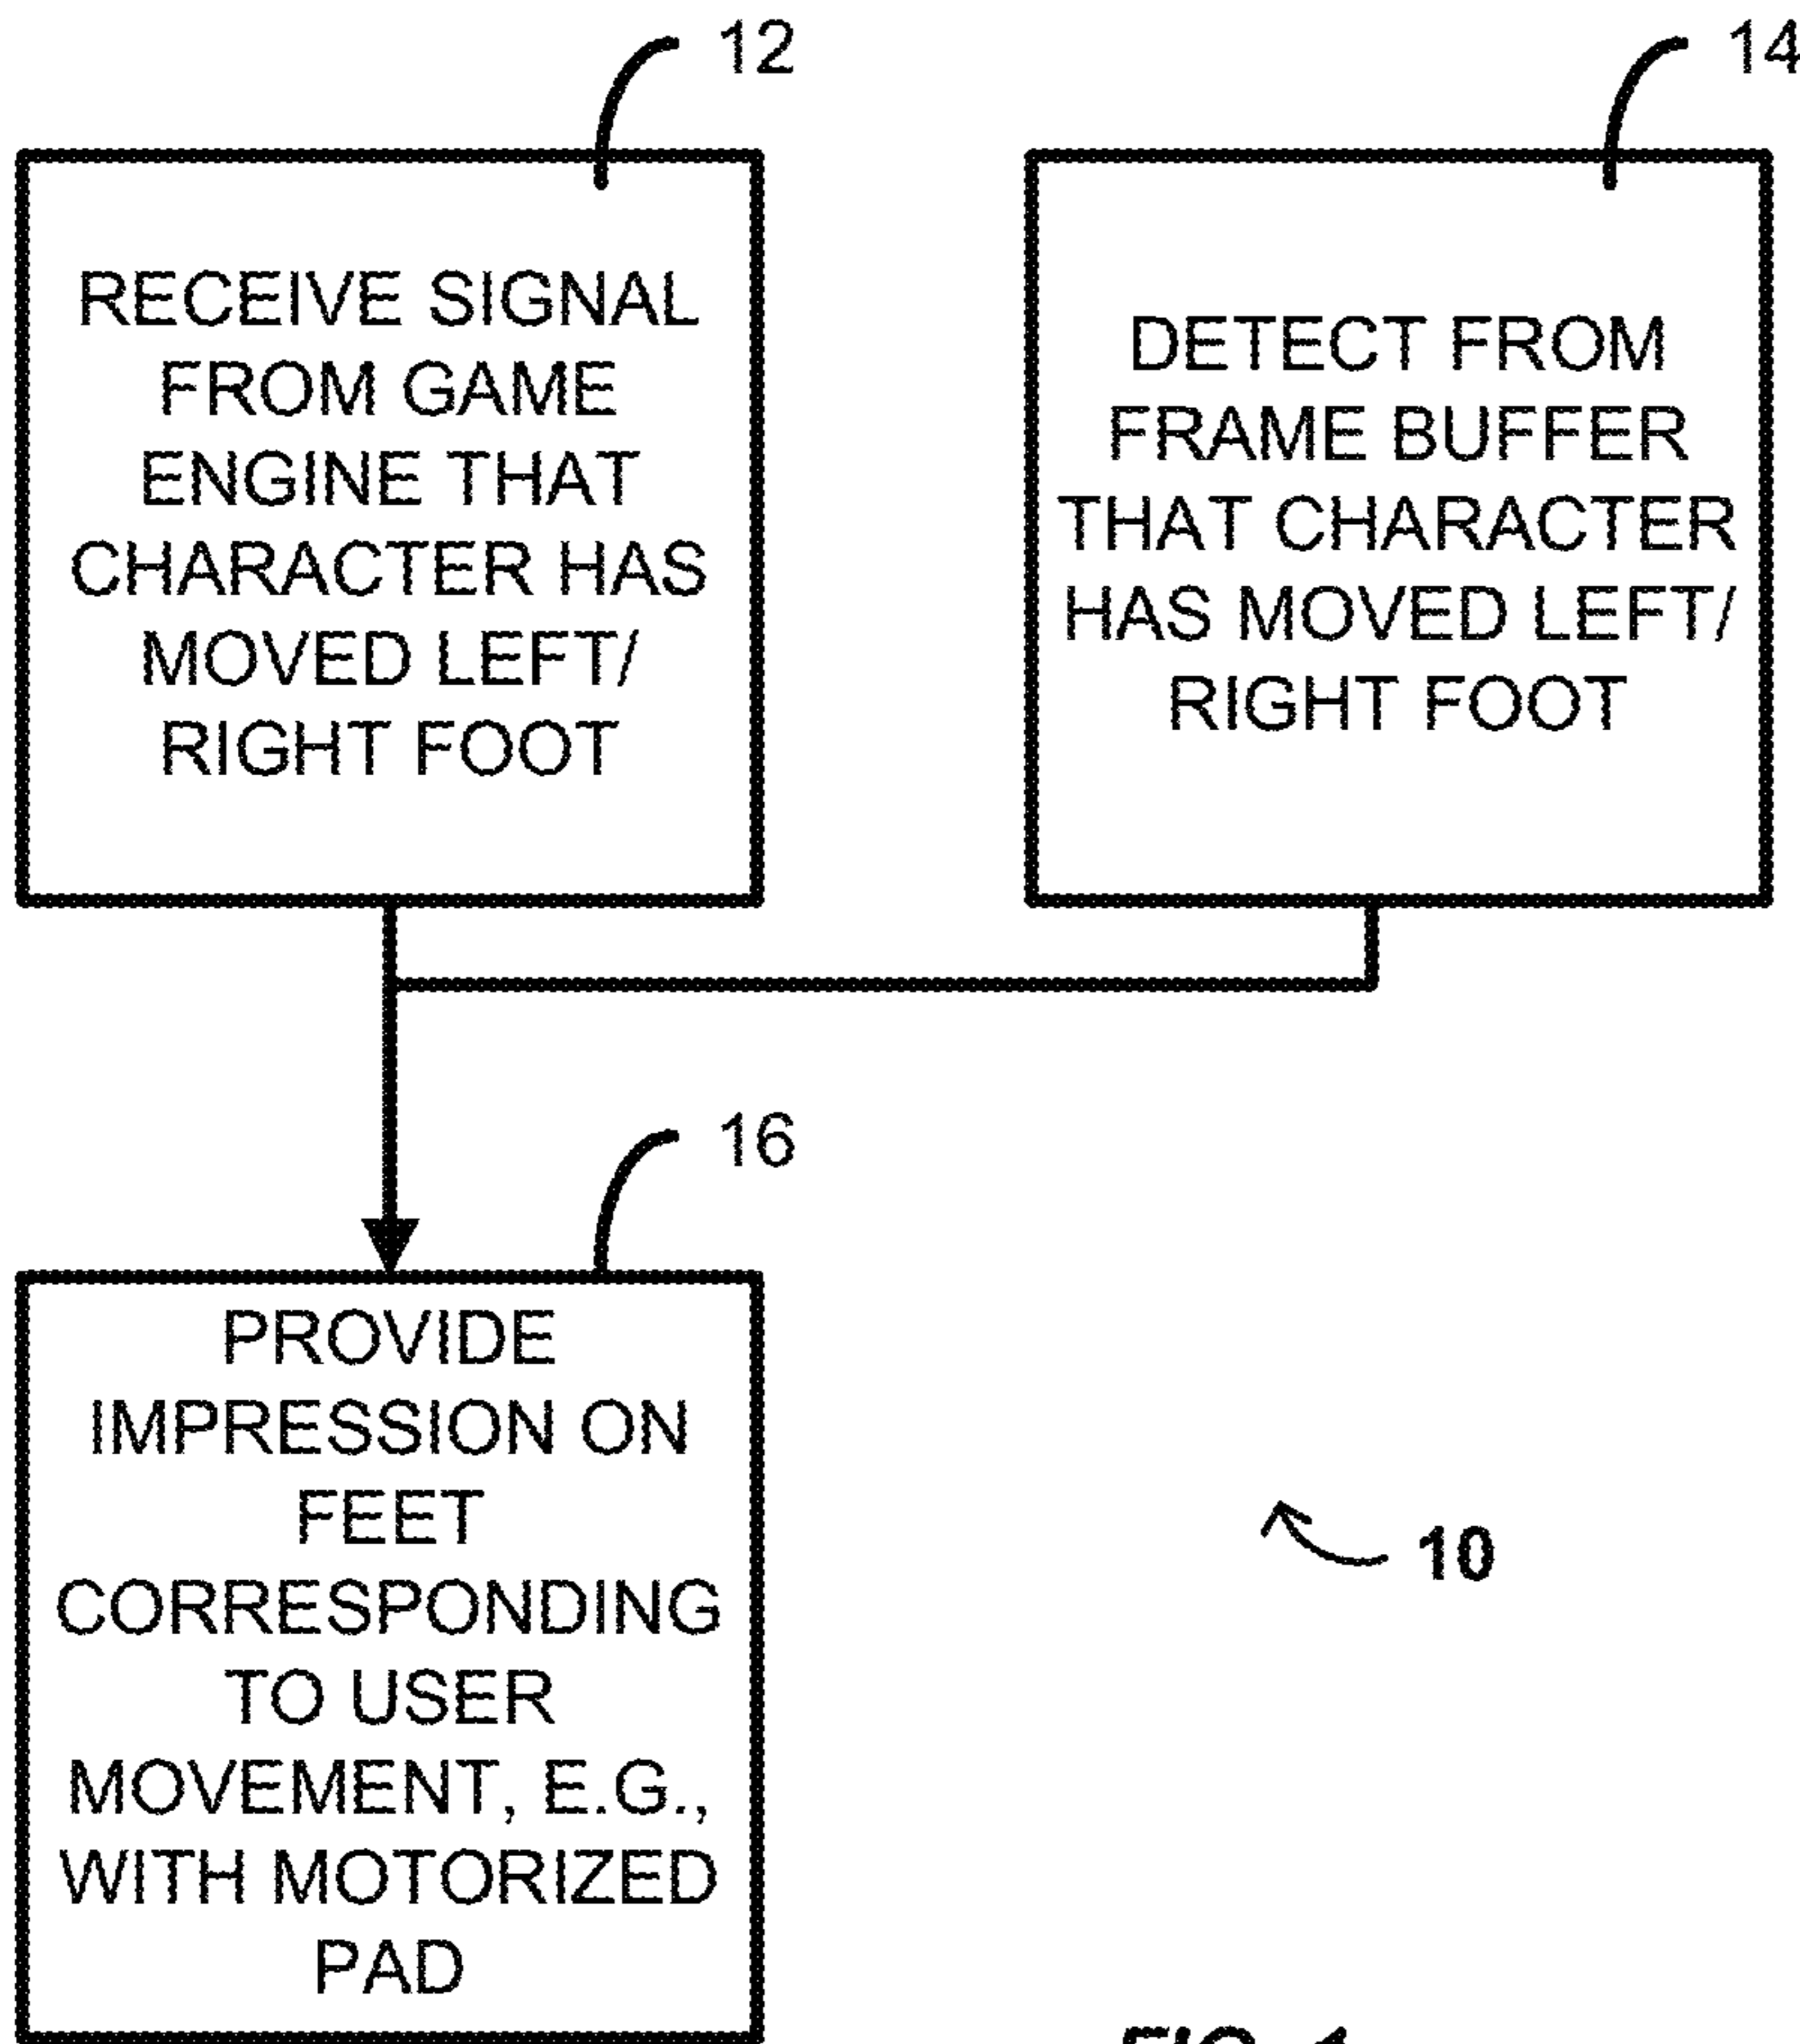 12
RECEIVE SIGNAL
FROM GAME
ENGINE THAT
CHARACTER HAS
MOVED LEFT/
RIGHT FOOT
14
DETECT FROM
FRAME BUFFER
THAT CHARACTER
HAS MOVED LEFT/
RIGHT FOOT
16
PROVIDE
IMPRESSION ON
FEET
CORRESPONDING
TO USER
MOVEMENT, E.G.,
WITH MOTORIZED
PAD
10
FIG. 1